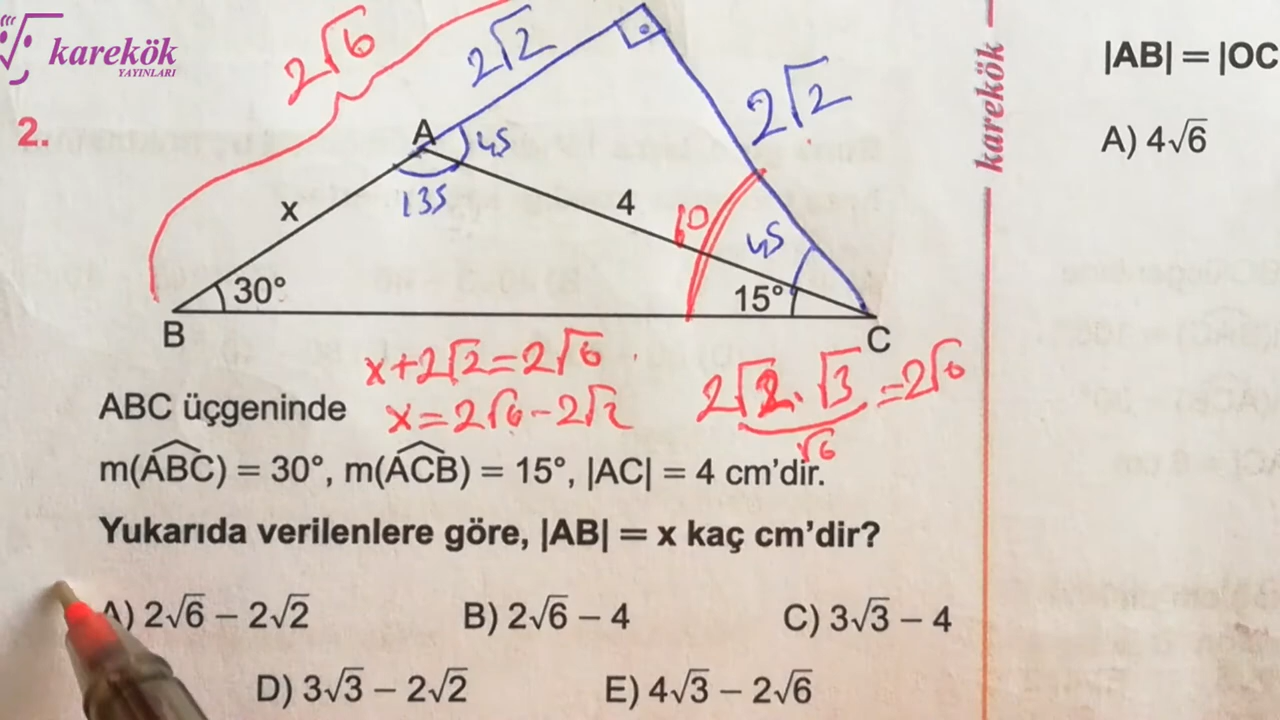 karekök
YAYINLARI
2.
2√6
2√2
2√2
A
45
135
x
4
60
45
30°
15°
B
C
x+2√2=2√6
x=2√6-2√2
2√2.√3=2√6
√6
ABC üçgeninde
m(ABC) = 30°, m(ACB) = 15°, |AC| = 4 cm'dir.
Yukarıda verilenlere göre, |AB| = x kaç cm'dir?
A) 2√6 – 2√2
B) 2√6 – 4
C) 3√3 – 4
D) 3√3 – 2√2
E) 4√3 – 2√6
karekök
|AB| = |OC
A) 4√6